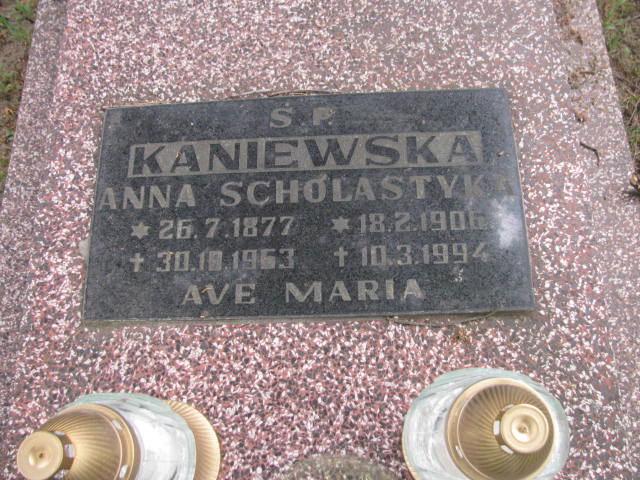 S.P.
KANIEWSKA
ANNA SCHOLASTYKA
* 26.7.1877 * 18.2.1906
+ 30.10.1963 + 10.3.1994
AVE MARIA